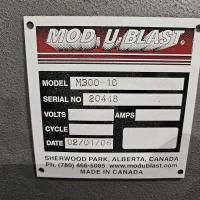 MOD.U.BLAST.
MODEL M300-1C
SERIAL NO 20448
VOLTS AMPS
CYCLE
DATE 02/01/06
SHERWOOD PARK, ALBERTA, CANADA
Ph. (780) 466-5085 www.modublast.com
MADE IN CANADA